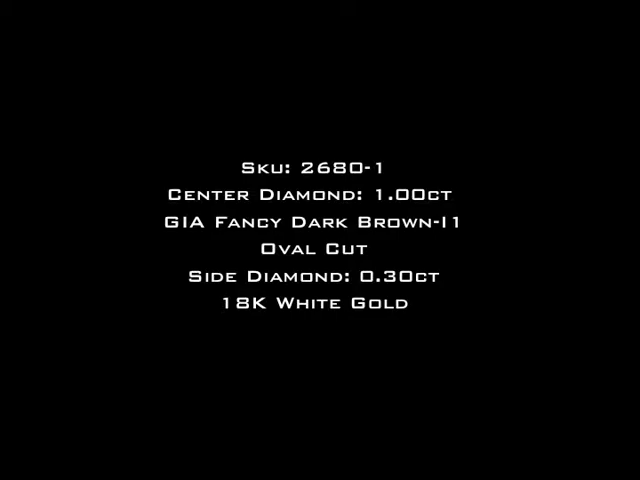 Sku: 2680-1
Center Diamond: 1.00ct
GIA Fancy Dark Brown-I1
Oval Cut
Side Diamond: 0.30ct
18K White Gold